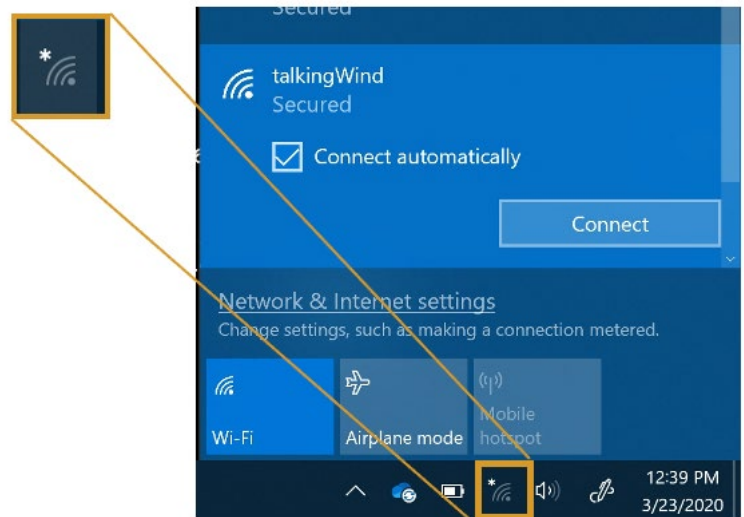 Secured
talkingWind
Secured
Connect automatically
Connect
Network & Internet settings
Change settings, such as making a connection metered.
Wi-Fi
Airplane mode
Mobile
hotspot
12:39 PM
3/23/2020